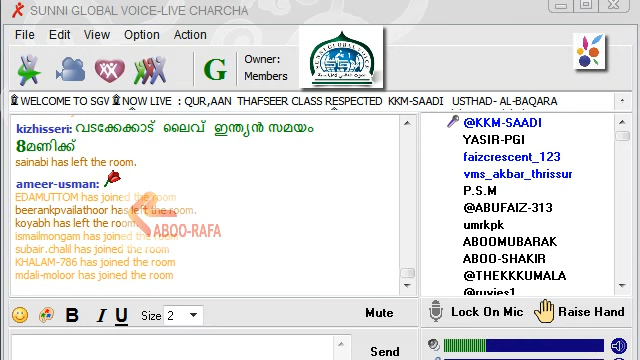 SUNNI GLOBAL VOICE-LIVE CHARCHA
File Edit View Option Action
G
Owner:
Members
SUNNI GLOBAL VOICE
WELCOME TO SGV NOW LIVE : QUR,AAN THAFSEER CLASS RESPECTED KKM-SAADI USTHAD- AL-BAQARA
kizhisseri: വടക്കേക്കാട് ലൈവ് ഇന്ത്യൻ സമയം
8മണിക്ക്
sainabi has left the room.
ameer-usman:
EDAMUTTOM has joined the room
beerankpvailathoor has left the room.
koyabh has left the room.
ismailmongam has joined the room
subair.chalil has joined the room
KHALAM-786 has joined the room
mdali-moloor has joined the room
ABOO-RAFA
@KKM-SAADI
YASIR-PGI
faizcrescent_123
vms_akbar_thrissur
P.S.M
@ABUFAIZ-313
umrkpt
ABOOMUBARAK
ABOO-SHAKIR
@THEKKKUMALA
@ruvies1
B I U Size 2 Mute
Lock On Mic Raise Hand
Send